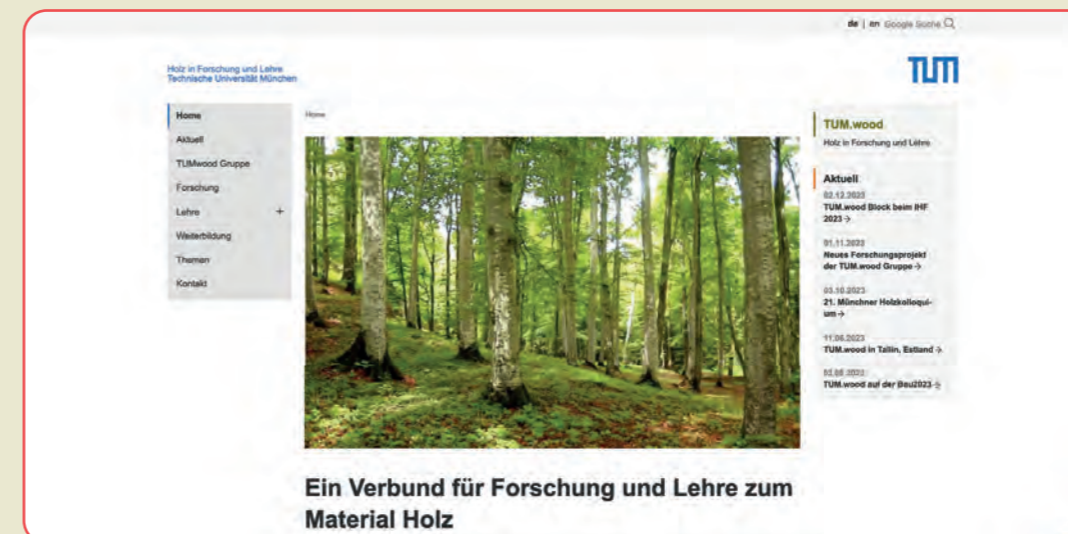 de | en Google Suche
Holz in Forschung und Lehre
Technische Universität München
TUM
Home
Aktuell
TUMwood Gruppe
Forschung
Lehre +
Weiterbildung
Themen
Kontakt
Home
TUM.wood
Holz in Forschung und Lehre
Aktuell
02.12.2023
TUM.wood Block beim IHF
2023 →
01.11.2023
Neues Forschungsprojekt
der TUM.wood Gruppe →
03.10.2023
21. Münchner Holzkolloqui-
um →
11.06.2023
TUM.wood in Tallin, Estland →
TUM.wood auf der Bau2023 →
Ein Verbund für Forschung und Lehre zum
Material Holz